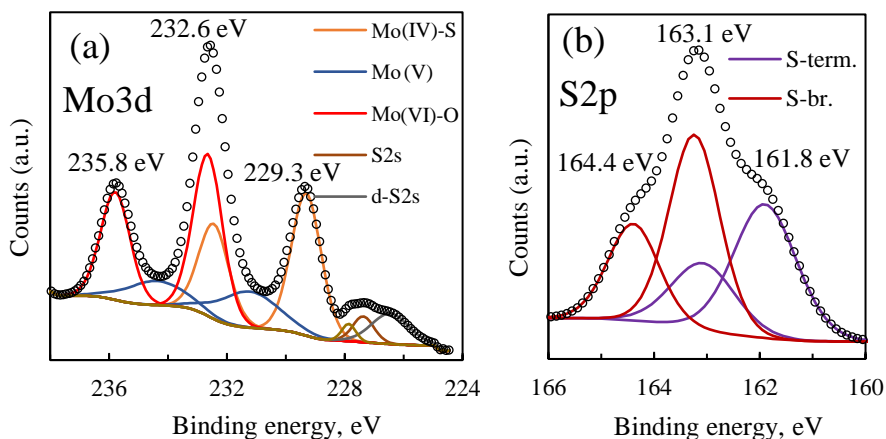 (a)
Mo3d
232.6 eV
235.8 eV
229.3 eV
Mo(IV)-S
Mo(V)
Mo(VI)-O
S2s
d-S2s
Counts (a.u.)
236
232
228
224
Binding energy, eV
(b)
S2p
163.1 eV
164.4 eV
161.8 eV
S-term.
S-br.
Counts (a.u.)
166
164
162
160
Binding energy, eV